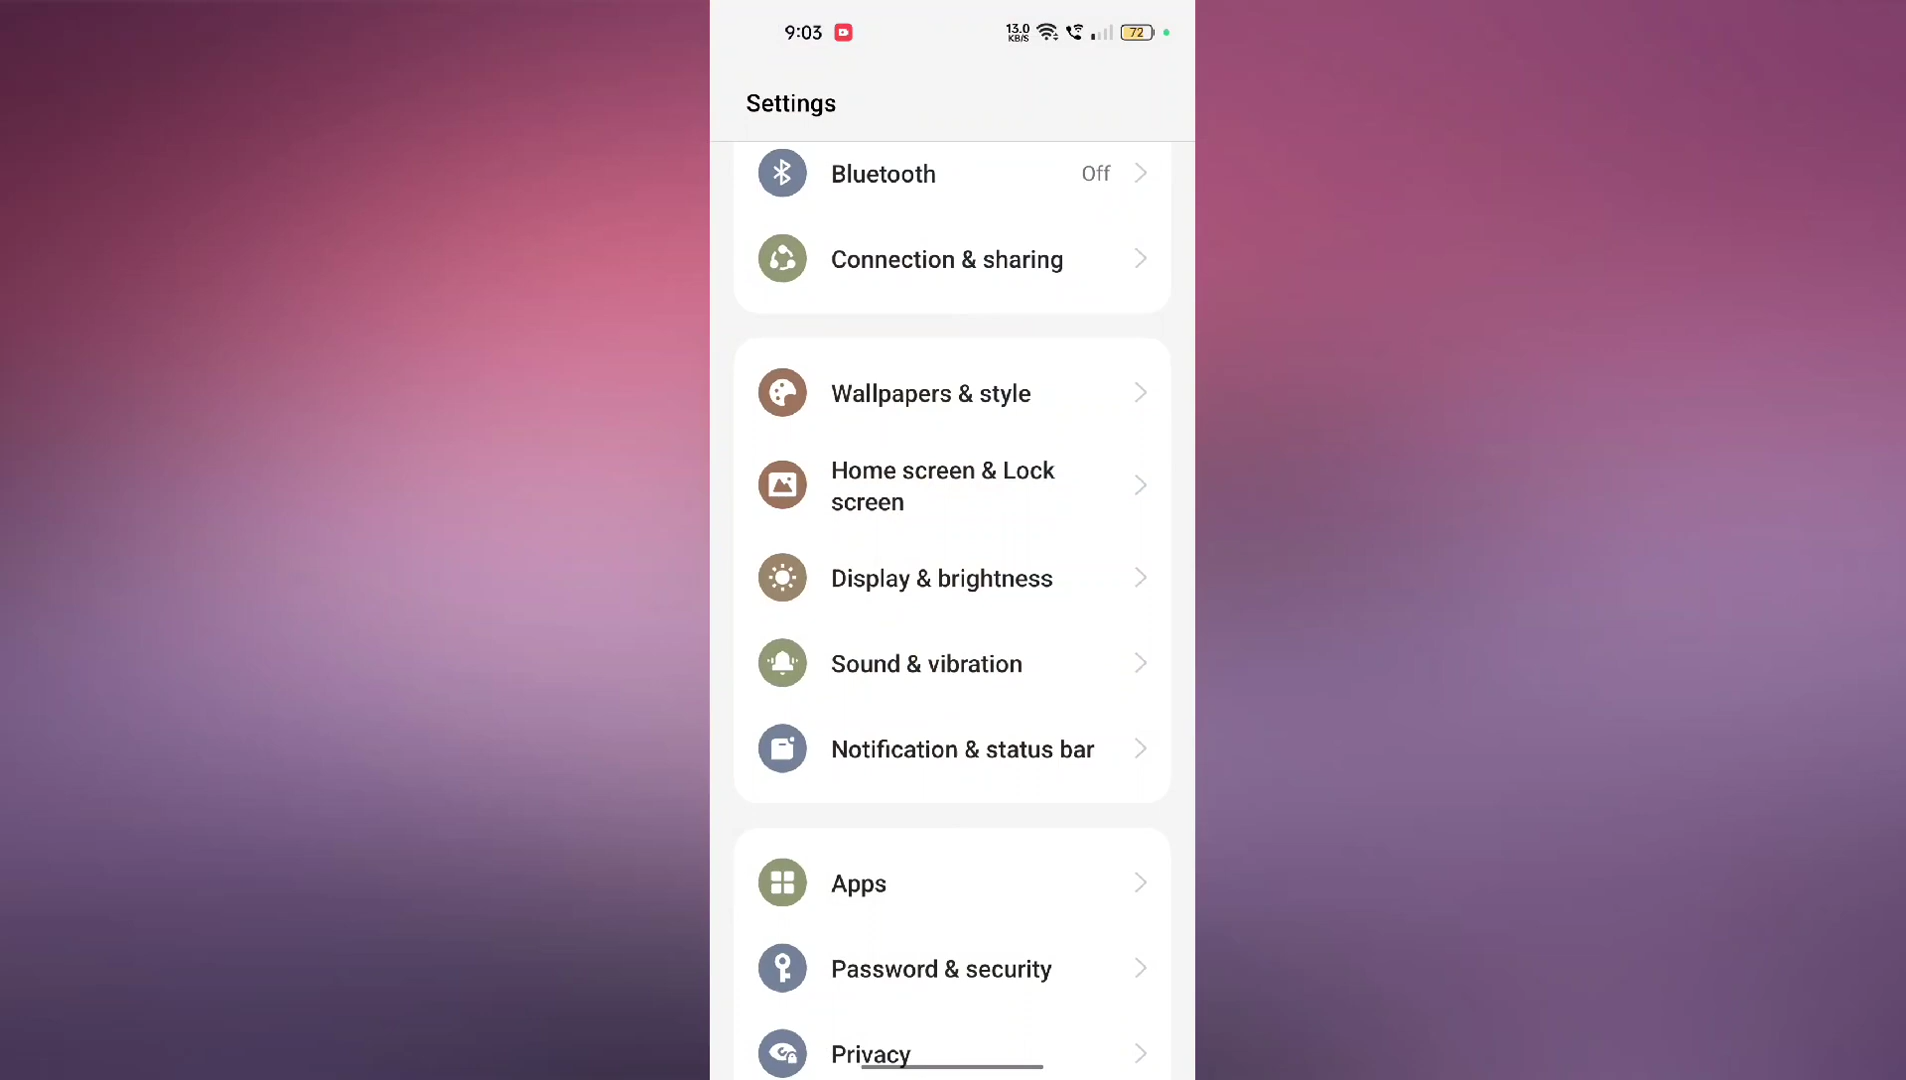 9:03
13.0
KB/S
72
Settings
Bluetooth Off
Connection & sharing
Wallpapers & style
Home screen & Lock
screen
Display & brightness
Sound & vibration
Notification & status bar
Apps
Password & security
Privacy